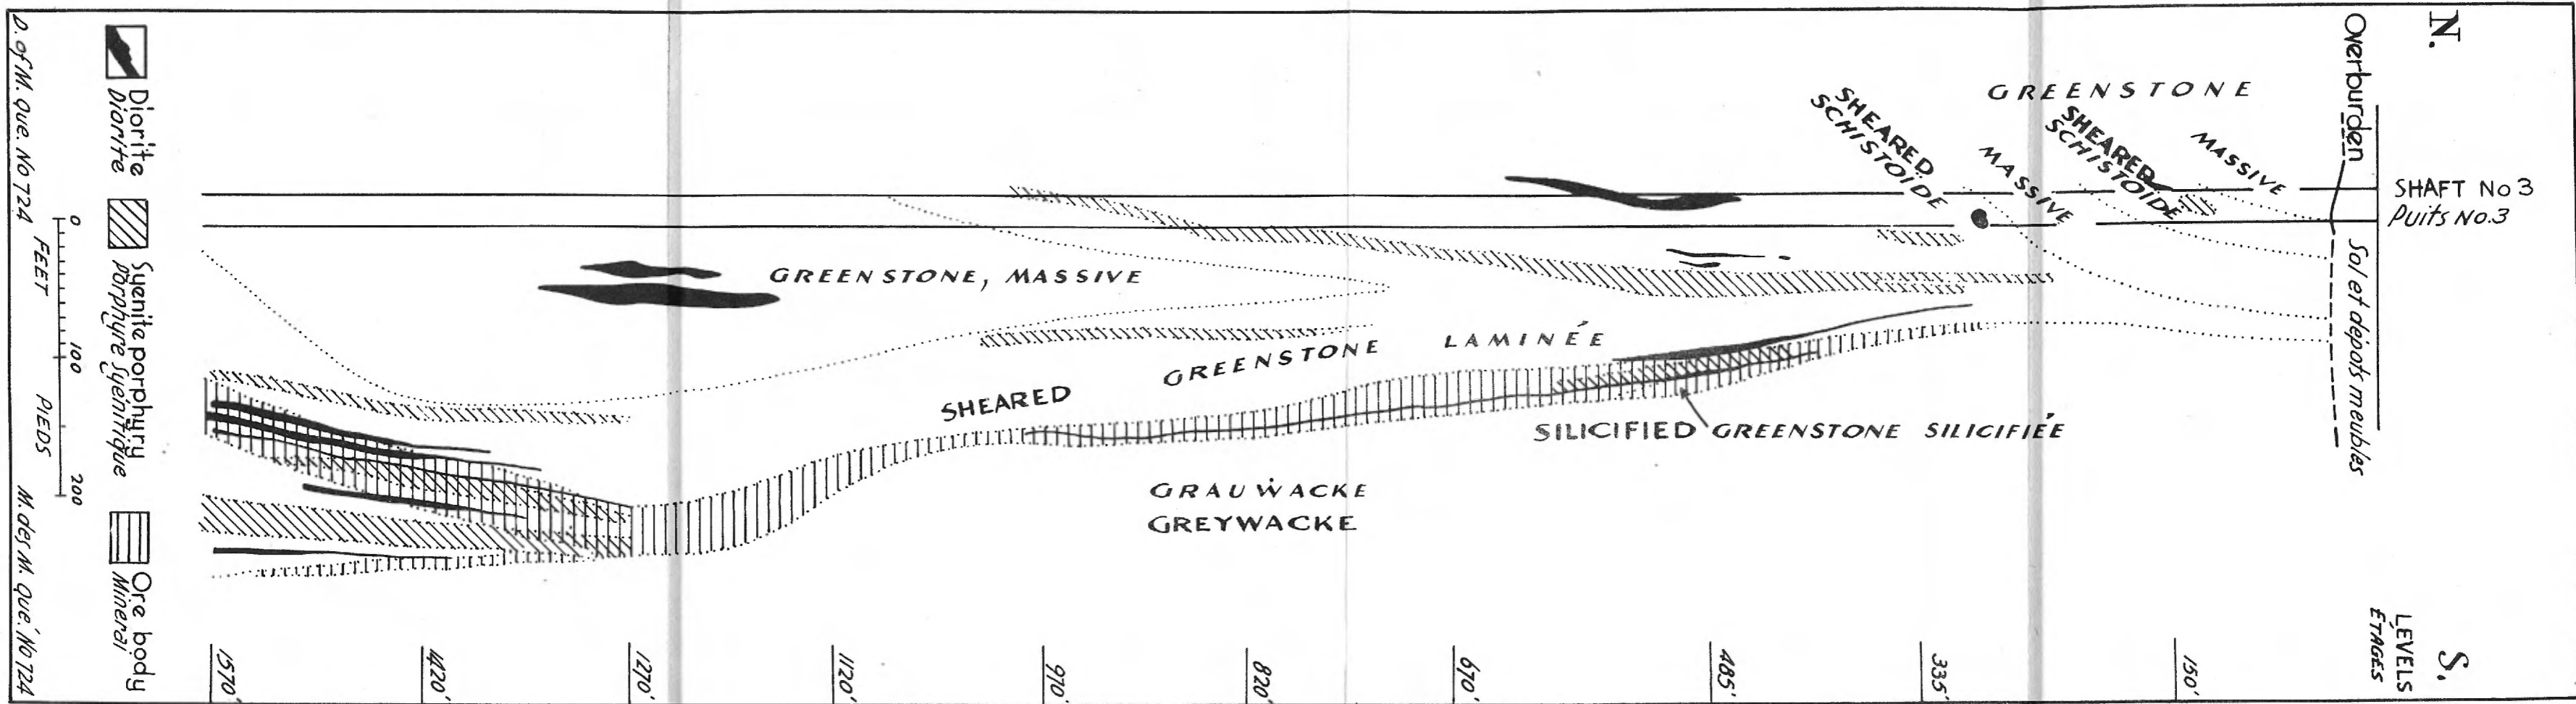 N.
S.
LEVELS
ÉTAGES
Overburden
Sol et dépots meubles
SHAFT No 3
Puits No.3
GREENSTONE
MASSIVE
SHEARED
SCHISTOÏDE
MASSIVE
SHEARED
SCHISTOÏDE
GREENSTONE, MASSIVE
SHEARED GREENSTONE LAMINÉE
SILICIFIED GREENSTONE SILICIFIÉE
GRAUWACKE
GREYWACKE
150'
335'
485'
670'
820'
970'
1120'
1270'
1420'
1570'
Diorite
Diorite
Syenite porphyry
Porphyre syénitique
Ore body
Minerai
0 100 200
FEET PIEDS
D. of M. que. No 724
M. des M. que. No 724